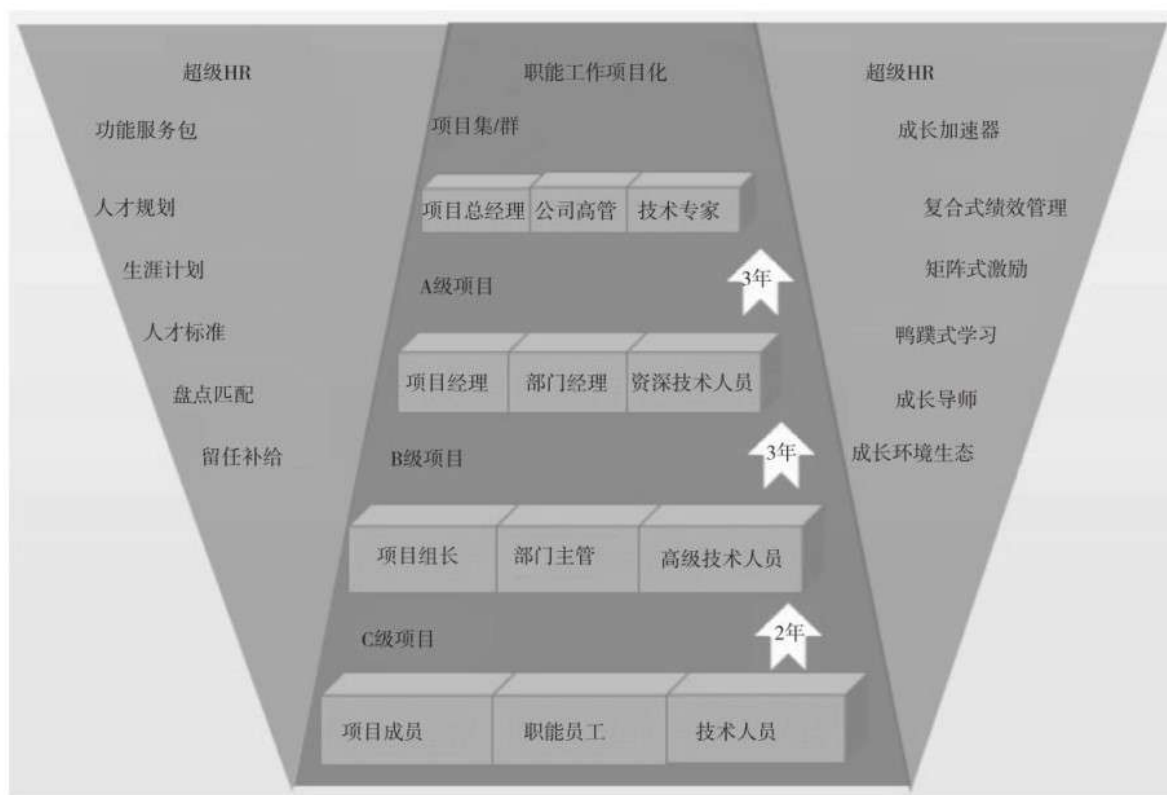 超级HR
功能服务包
人才规划
生涯计划
人才标准
盘点匹配
留任补给
职能工作项目化
项目集/群
项目总经理 公司高管 技术专家
3年
A级项目
项目经理 部门经理 资深技术人员
3年
B级项目
项目组长 部门主管 高级技术人员
2年
C级项目
项目成员 职能员工 技术人员
超级HR
成长加速器
复合式绩效管理
矩阵式激励
鸭蹼式学习
成长导师
成长环境生态